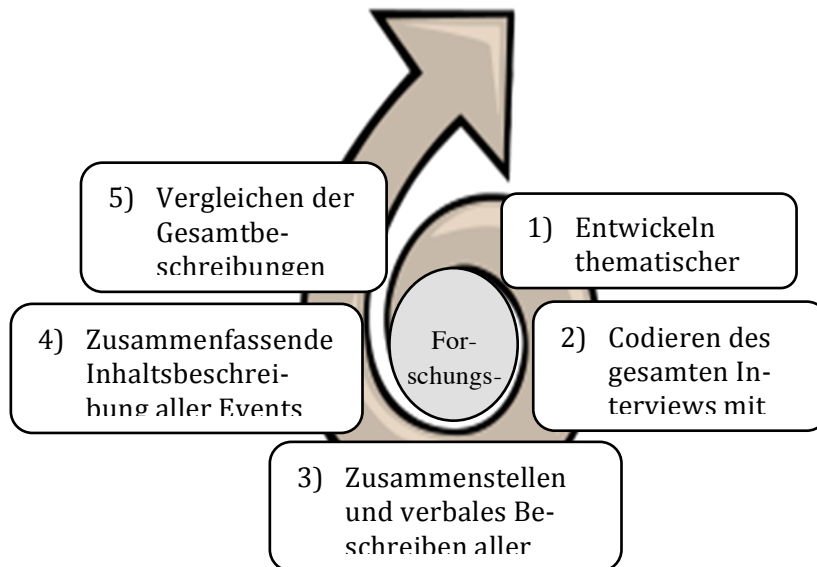 5) Vergleichen der
Gesamtbe-
schreibungen
1) Entwickeln
thematischer
4) Zusammenfassende
Inhaltsbeschrei-
bung aller Events
For-
schungs-
2) Codieren des
gesamten In-
terviews mit
3) Zusammenstellen
und verbales Be-
schreiben aller